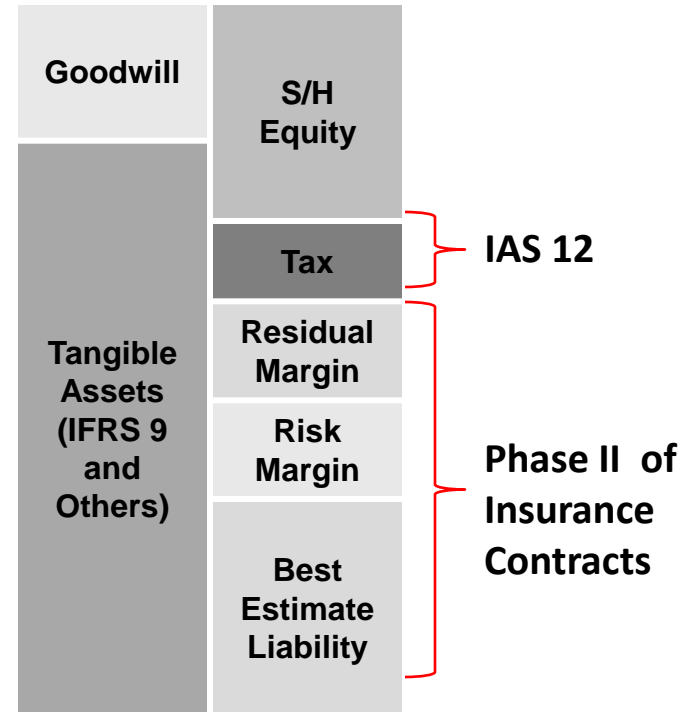 Goodwill
Tangible
Assets
(IFRS 9
and
Others)
S/H
Equity
Tax
Residual
Margin
Risk
Margin
Best
Estimate
Liability
IAS 12
Phase II of
Insurance
Contracts